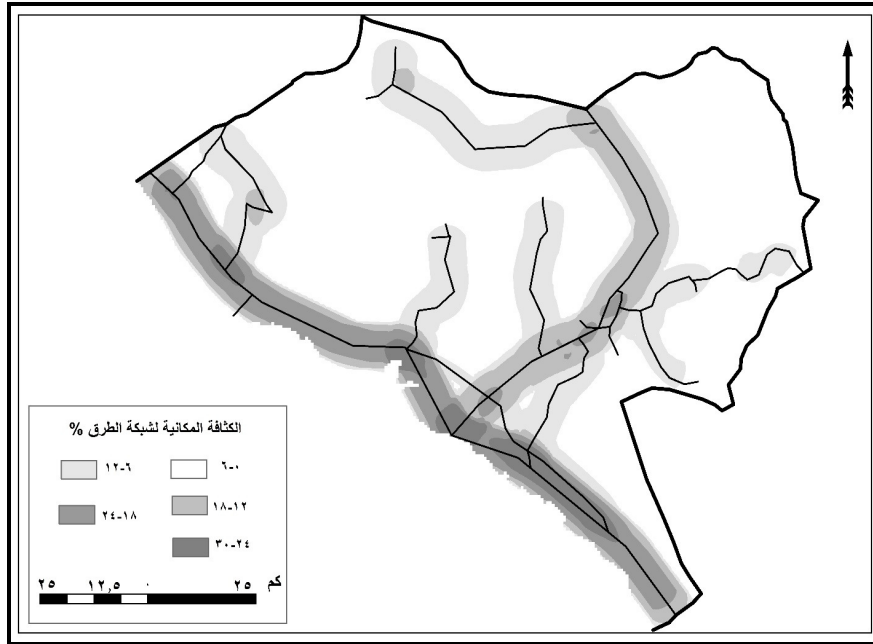 الكثافة المكانية لشبكة الطرق %
٠-٦
٦-١٢
١٢-١٨
١٨-٢٤
٢٤-٣٠
٢٥ ١٢,٥ ٠ ٢٥ كم